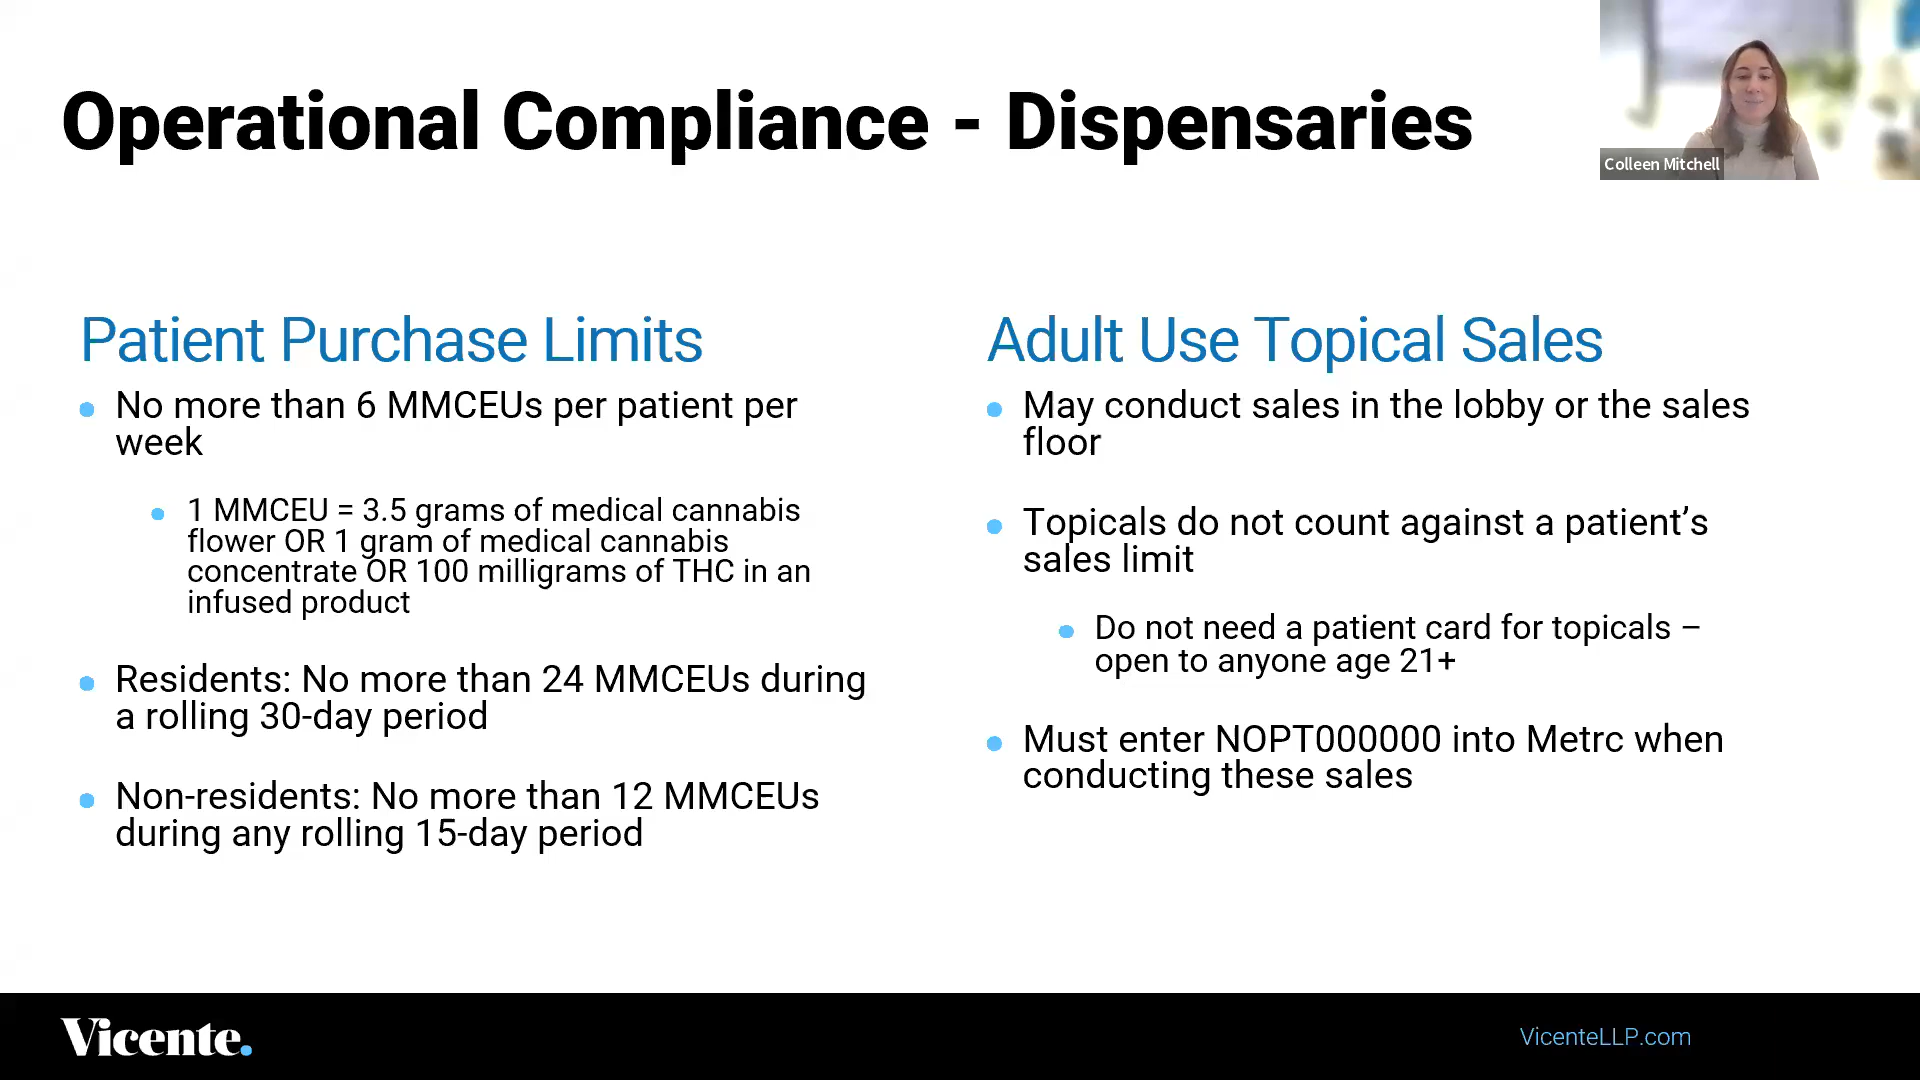 Operational Compliance - Dispensaries
Colleen Mitchell
Patient Purchase Limits
No more than 6 MMCEUs per patient per
week
1 MMCEU = 3.5 grams of medical cannabis
flower OR 1 gram of medical cannabis
concentrate OR 100 milligrams of THC in an
infused product
Residents: No more than 24 MMCEUs during
a rolling 30-day period
Non-residents: No more than 12 MMCEUs
during any rolling 15-day period
Adult Use Topical Sales
May conduct sales in the lobby or the sales
floor
Topicals do not count against a patient’s
sales limit
Do not need a patient card for topicals –
open to anyone age 21+
Must enter NOPT000000 into Metrc when
conducting these sales
Vicente.
VicenteLLP.com